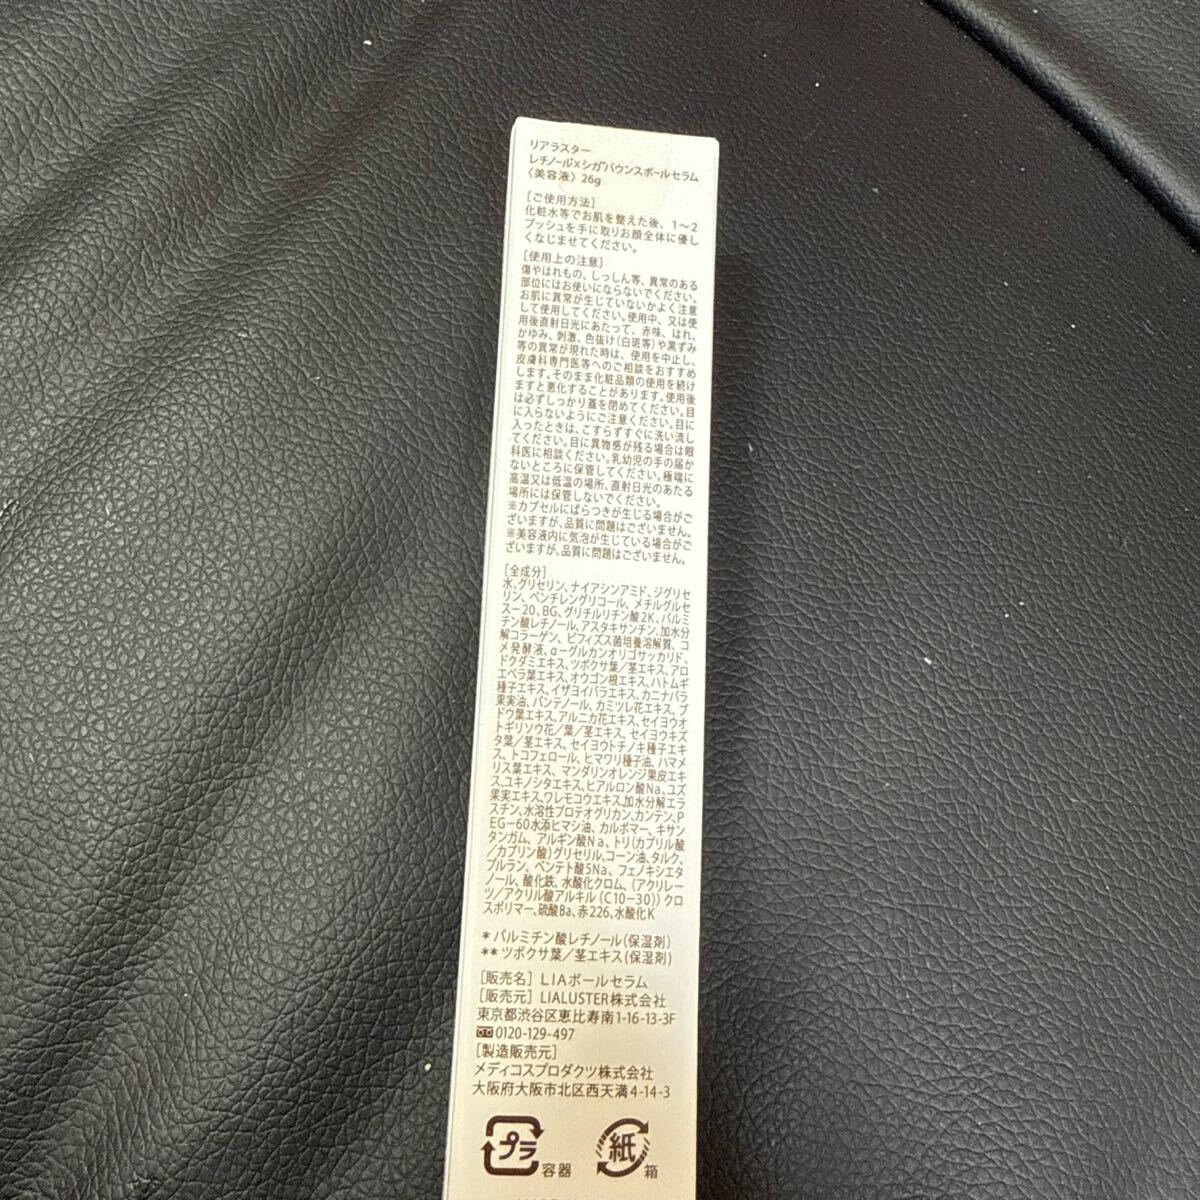 リアラスター
レチノール*×シカ**バウンスボールセラム
〈美容液〉 26g
[ご使用方法]
化粧水等でお肌を整えた後、1～2
プッシュを手に取りお顔全体に優し
くなじませてください。
[使用上の注意]
傷やはれもの、しっしん等、異常のある
部位にはお使いにならないでください。
お肌に異常が生じていないかよく注意
して使用してください。使用中、又は使
用後直射日光にあたって、赤味、はれ、
かゆみ、刺激、色抜け(白斑等)や黒ずみ
等の異常が現れた時は、使用を中止し、
皮膚科専門医等へのご相談をおすすめ
します。そのまま化粧品類の使用を続け
ますと悪化することがあります。使用後
は必ずしっかり蓋を閉めてください。目
に入らないようにご注意ください。目に
入ったときは、こすらずすぐに洗い流し
てください。目に異物感が残る場合は眼
科医に相談ください。乳幼児の手の届か
ないところに保管してください。極端に
高温又は低温の場所、直射日光のあたる
場所には保管しないでください。
※カプセルにばらつきが生じる場合がご
ざいますが、品質に問題はございません。
※美容液内に気泡が生じている場合がご
ざいますが、品質に問題はございません。
[全成分]
水、グリセリン、ナイアシンアミド、ジグリセ
リン、ペンチレングリコール、メチルグルセ
ス－20、BG、グリチルリチン酸2K、パルミ
チン酸レチノール、アスタキサンチン、加水分
解コラーゲン、ビフィズス菌培養溶解質、コ
メ発酵液、α－グルカンオリゴサッカリド、
ドクダミエキス、ツボクサ葉／茎エキス、アロ
エベラ葉エキス、オウゴン根エキス、ハトムギ
種子エキス、イザヨイバラエキス、カニナバラ
果実油、パンテノール、カミツレ花エキス、ブ
ドウ葉エキス、アルニカ花エキス、セイヨウオ
トギリソウ花／葉／茎エキス、セイヨウキズ
タ葉／茎エキス、セイヨウトチノキ種子エキ
ス、トコフェロール、ヒマワリ種子油、ハマメ
リス葉エキス、マンダリンオレンジ果皮エキ
ス、ユキノシタエキス、ヒアルロン酸Na、ユズ
果実エキス、ワレモコウエキス、加水分解エラ
スチン、水溶性プロテオグリカン、カンテン、P
EG－60水添ヒマシ油、カルボマー、キサン
タンガム、アルギン酸Na、トリ(カプリル酸
／カプリン酸)グリセリル、コーン油、タルク、
プルラン、ペンテト酸5Na、フェノキシエタ
ノール、酸化鉄、水酸化クロム、(アクリレー
ツ／アクリル酸アルキル(C10－30))クロ
スポリマー、硫酸Ba、赤226、水酸化K
＊パルミチン酸レチノール(保湿剤)
＊＊ツボクサ葉／茎エキス(保湿剤)
[販売名] LIAボールセラム
[販売元] LIALUSTER株式会社
東京都渋谷区恵比寿南1-16-13-3F
0120-129-497
[製造販売元]
メディコスプロダクツ株式会社
大阪府大阪市北区西天満4-14-3
プラ 容器
紙 箱